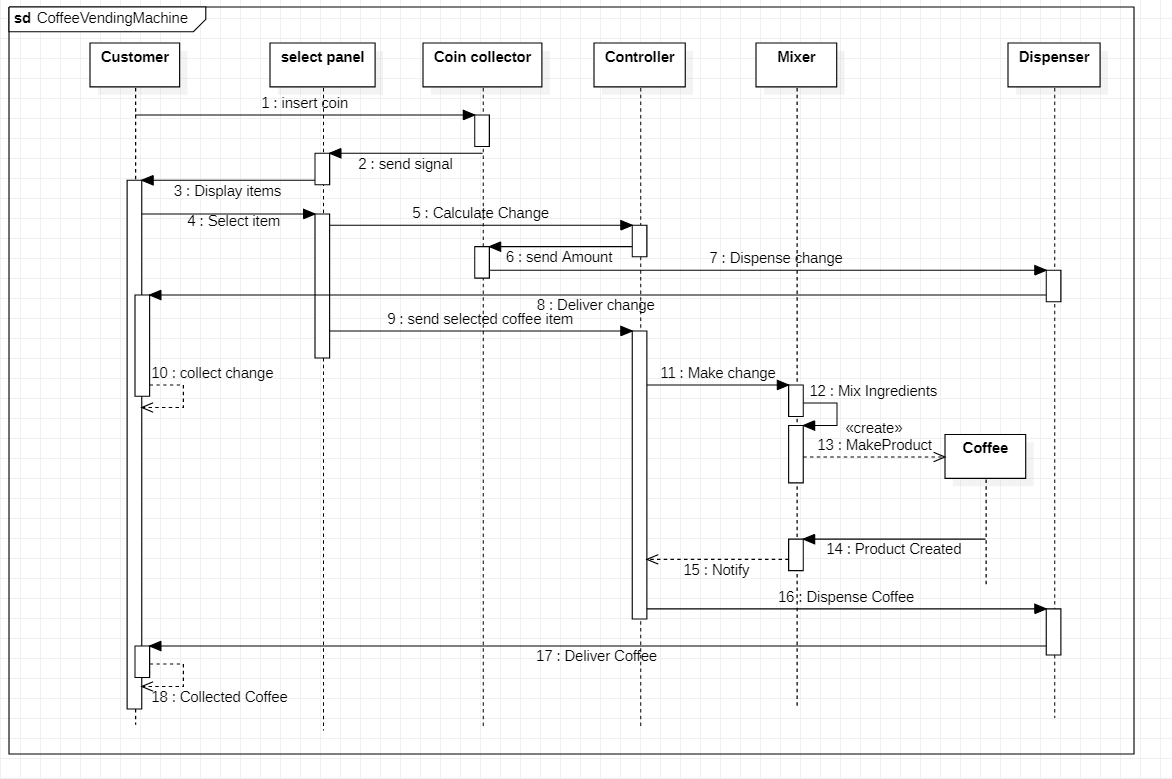 sd CoffeeVendingMachine
Customer
select panel
Coin collector
Controller
Mixer
Dispenser
1 : insert coin
2 : send signal
3 : Display items
4 : Select item
5 : Calculate Change
6 : send Amount
7 : Dispense change
8 : Deliver change
9 : send selected coffee item
10 : collect change
11 : Make change
12 : Mix Ingredients
«create»
13 : MakeProduct
Coffee
14 : Product Created
15 : Notify
16 : Dispense Coffee
17 : Deliver Coffee
18 : Collected Coffee